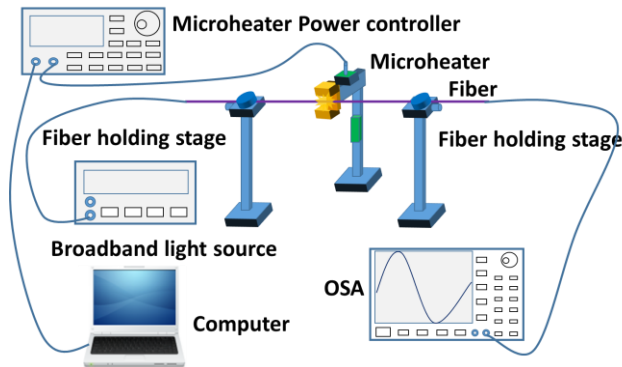 Microheater Power controller
Microheater
Fiber
Fiber holding stage
Fiber holding stage
Broadband light source
OSA
Computer